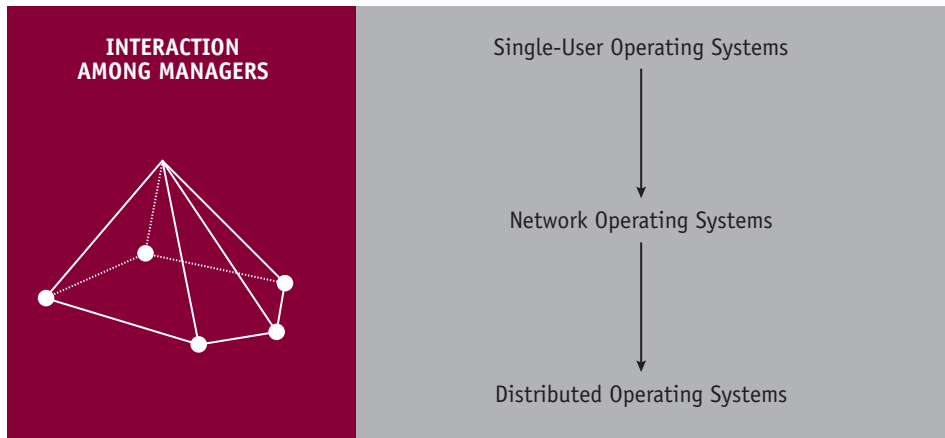 INTERACTION
AMONG MANAGERS
Single-User Operating Systems
Network Operating Systems
Distributed Operating Systems